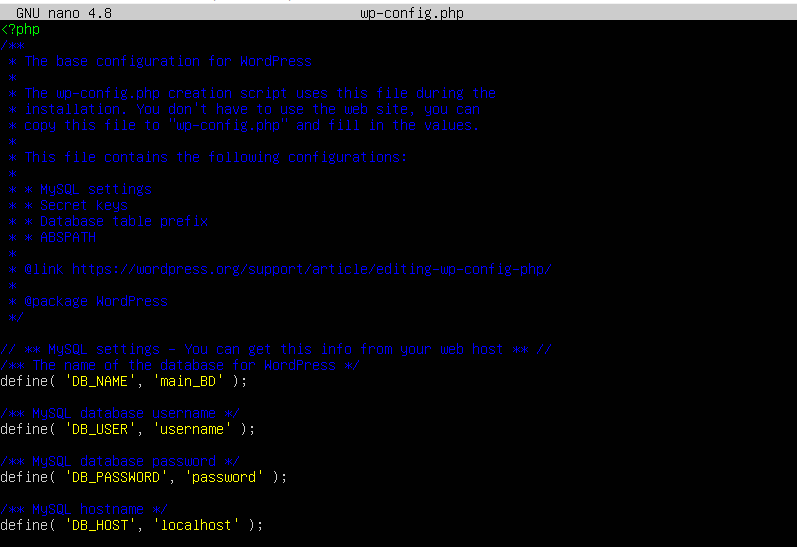 GNU nano 4.8 wp-config.php
<?php
/**
 * The base configuration for WordPress
 *
 * The wp-config.php creation script uses this file during the
 * installation. You don't have to use the web site, you can
 * copy this file to "wp-config.php" and fill in the values.
 *
 * This file contains the following configurations:
 *
 * * MySQL settings
 * * Secret keys
 * * Database table prefix
 * * ABSPATH
 *
 * @link https://wordpress.org/support/article/editing-wp-config-php/
 *
 * @package WordPress
 */
// ** MySQL settings - You can get this info from your web host ** //
/** The name of the database for WordPress */
define( 'DB_NAME', 'main_BD' );
/** MySQL database username */
define( 'DB_USER', 'username' );
/** MySQL database password */
define( 'DB_PASSWORD', 'password' );
/** MySQL hostname */
define( 'DB_HOST', 'localhost' );